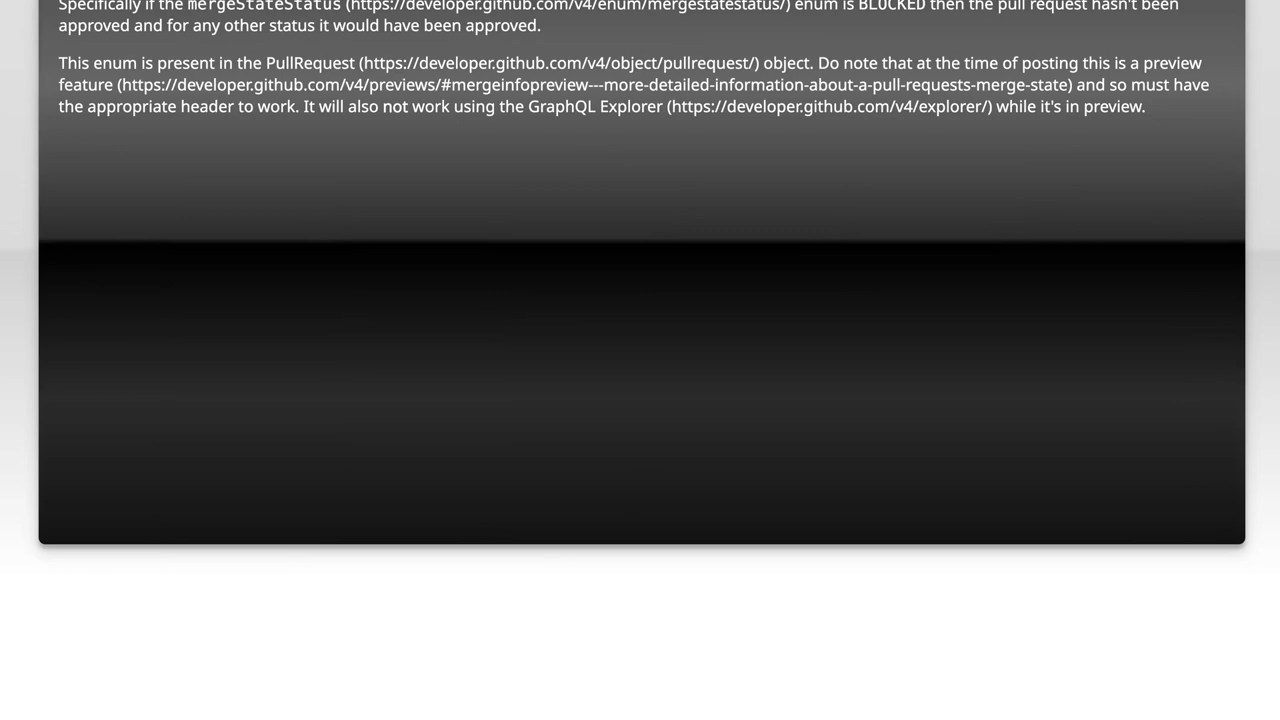 Specifically if the mergeStateStatus (https://developer.github.com/v4/enum/mergestatestatus/) enum is BLOCKED then the pull request hasn't been
approved and for any other status it would have been approved.
This enum is present in the PullRequest (https://developer.github.com/v4/object/pullrequest/) object. Do note that at the time of posting this is a preview
feature (https://developer.github.com/v4/previews/#mergeinfopreview---more-detailed-information-about-a-pull-requests-merge-state) and so must have
the appropriate header to work. It will also not work using the GraphQL Explorer (https://developer.github.com/v4/explorer/) while it's in preview.